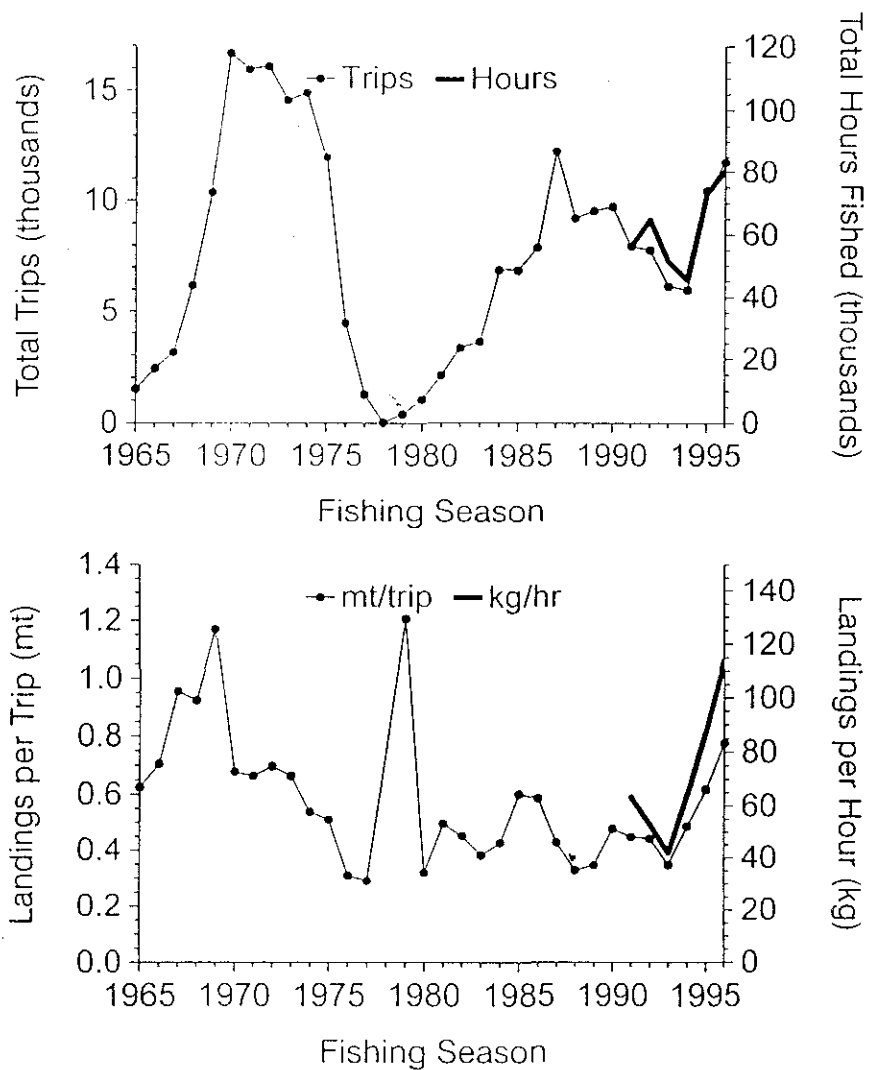 Total Trips (thousands)
15
10
5
0
Trips Hours
120
100
80
60
40
20
0
Total Hours Fished (thousands)
1965 1970 1975 1980 1985 1990 1995
Fishing Season
Landings per Trip (mt)
1.4
1.2
1.0
0.8
0.6
0.4
0.2
0.0
mt/trip kg/hr
140
120
100
80
60
40
20
0
Landings per Hour (kg)
1965 1970 1975 1980 1985 1990 1995
Fishing Season